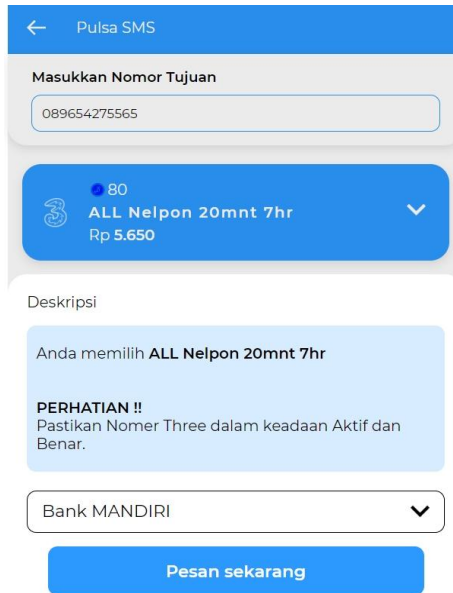 Pulsa SMS
Masukkan Nomor Tujuan
089654275565
80
3
ALL Nelpon 20mnt 7hr
Rp 5.650
Deskripsi
Anda memilih ALL Nelpon 20mnt 7hr
PERHATIAN !!
Pastikan Nomer Three dalam keadaan Aktif dan
Benar.
Bank MANDIRI
Pesan sekarang